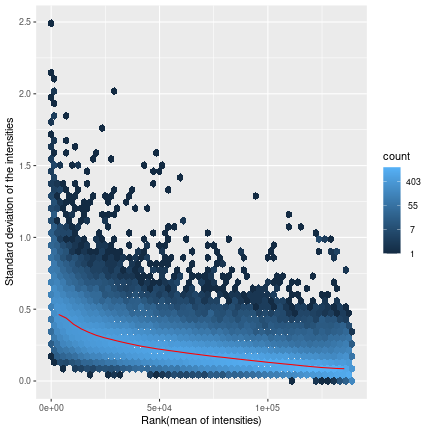 2.5
2.0
1.5
1.0
0.5
0.0
Standard deviation of the intensities
0e+00
5e+04
1e+05
Rank(mean of intensities)
count
403
55
7
1